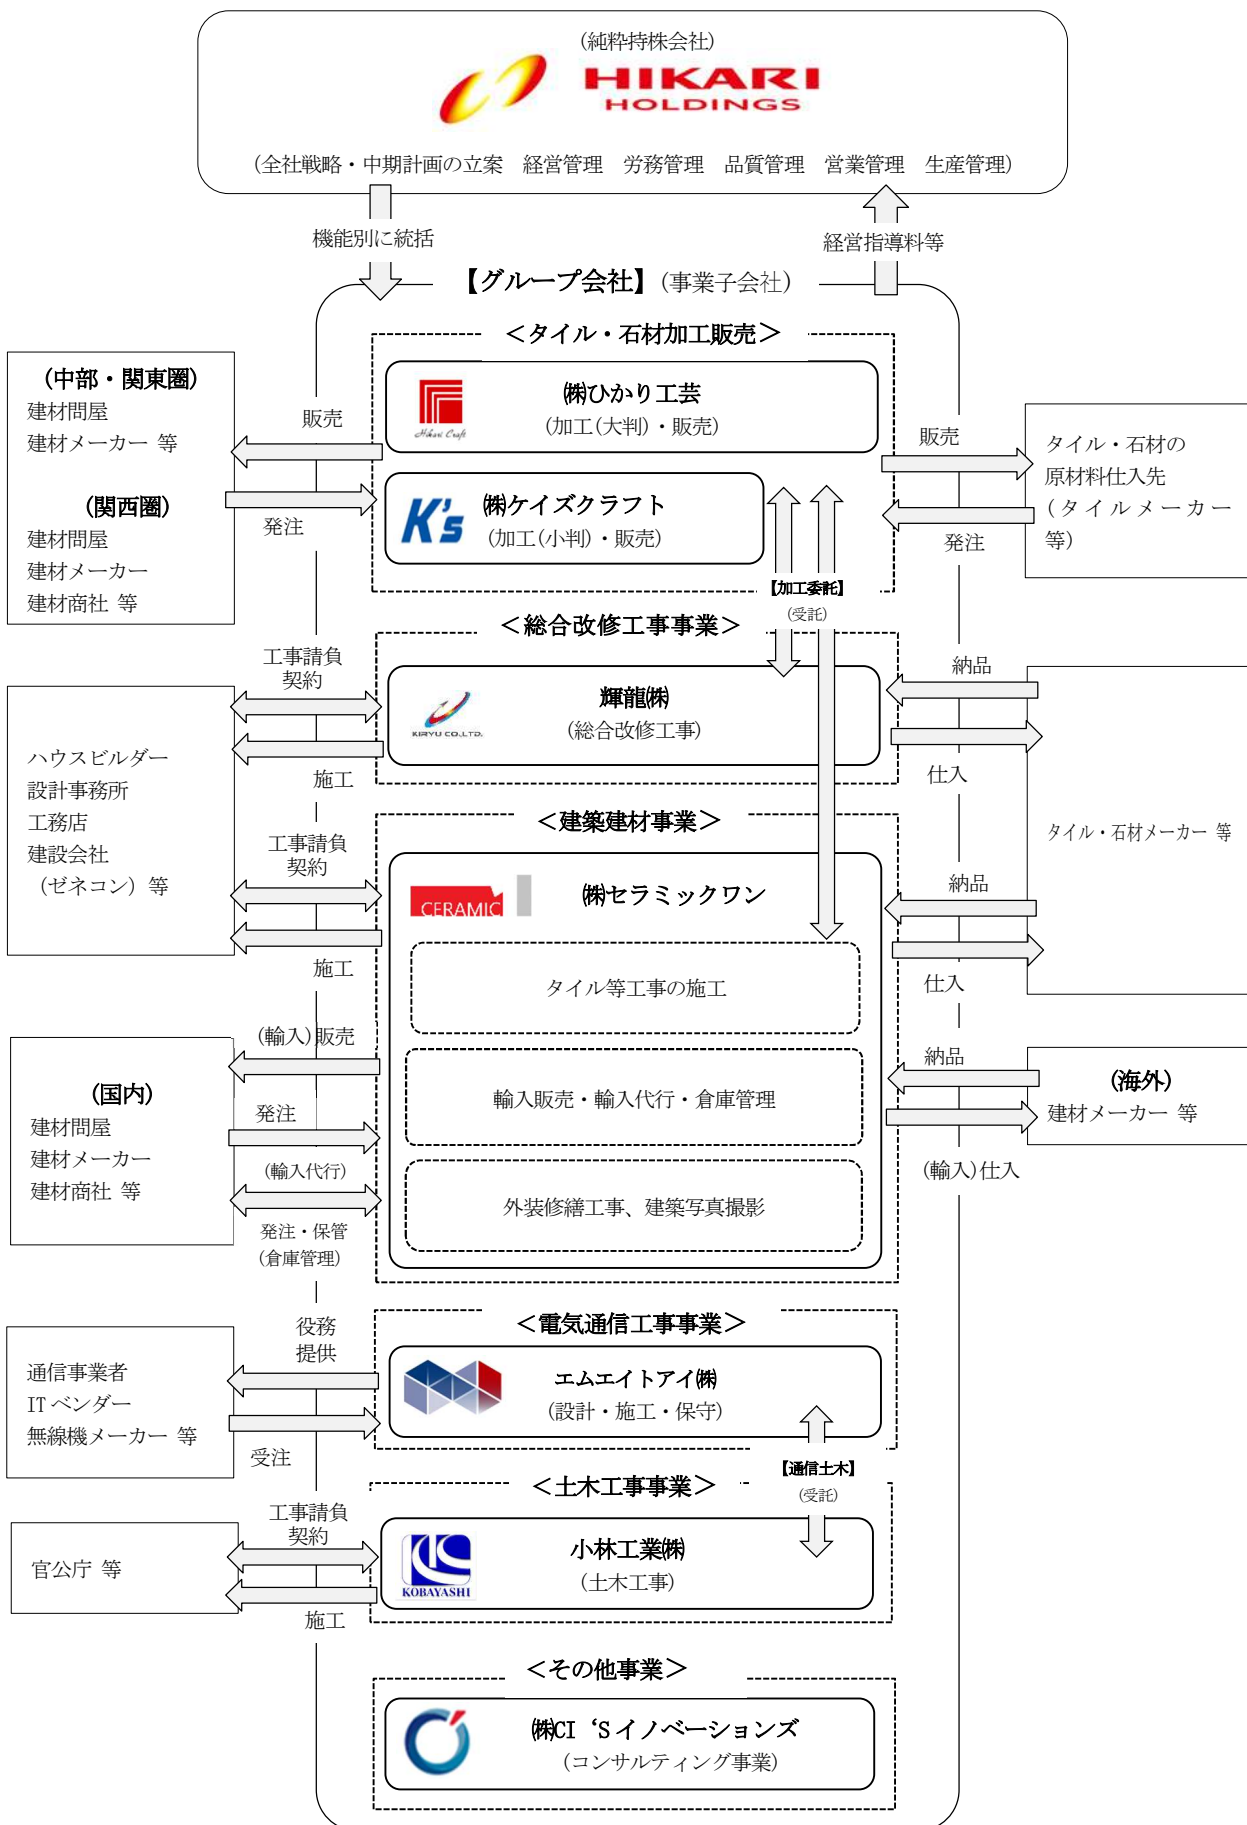 (純粋持株会社)
HIKARI
HOLDINGS
(全社戦略・中期計画の立案 経営管理 労務管理 品質管理 営業管理 生産管理)
機能別に統括
経営指導料等
【グループ会社】(事業子会社)
＜タイル・石材加工販売＞
(中部・関東圏)
建材問屋
建材メーカー 等
(関西圏)
建材問屋
建材メーカー
建材商社 等
販売
発注
Hikari Craft
㈱ひかり工芸
(加工(大判)・販売)
K's
㈱ケイズクラフト
(加工(小判)・販売)
販売
発注
タイル・石材の
原材料仕入先
(タイルメーカー
等)
【加工委託】
(受託)
＜総合改修工事事業＞
工事請負
契約
施工
KIRYU CO.,LTD.
輝龍㈱
(総合改修工事)
納品
仕入
ハウスビルダー
設計事務所
工務店
建設会社
(ゼネコン) 等
タイル・石材メーカー 等
＜建築建材事業＞
工事請負
契約
施工
CERAMIC
㈱セラミックワン
タイル等工事の施工
納品
仕入
(輸入)販売
発注
(輸入代行)
発注・保管
(倉庫管理)
(国内)
建材問屋
建材メーカー
建材商社 等
輸入販売・輸入代行・倉庫管理
外装修繕工事、建築写真撮影
納品
(輸入)仕入
(海外)
建材メーカー 等
＜電気通信工事事業＞
役務
提供
受注
通信事業者
ITベンダー
無線機メーカー 等
エムエイトアイ㈱
(設計・施工・保守)
【通信土木】
(受託)
＜土木工事事業＞
工事請負
契約
施工
官公庁 等
KOBAYASHI
小林工業㈱
(土木工事)
＜その他事業＞
㈱CI‘Sイノベーションズ
(コンサルティング事業)